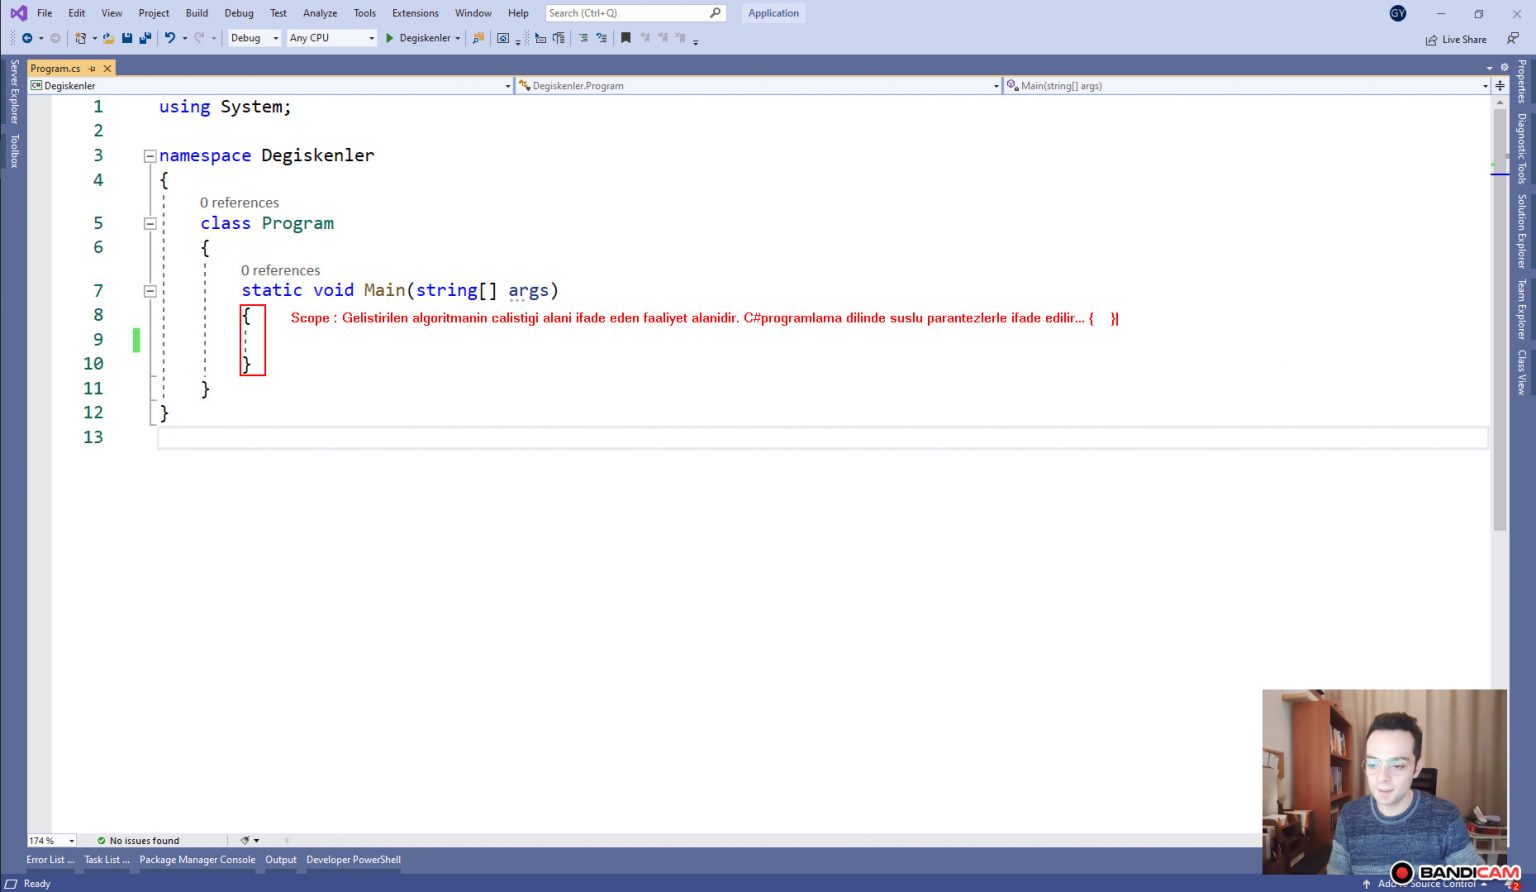 File Edit View Project Build Debug Test Analyze Tools Extensions Window Help Search (Ctrl+Q) Application GY
Debug Any CPU Degiskenler Live Share
Server Explorer
Toolbox
Program.cs
Degiskenler Degiskenler.Program Main(string[] args)
1 using System;
2
3 namespace Degiskenler
4 {
0 references
5 class Program
6 {
0 references
7 static void Main(string[] args)
8 { Scope : Gelistirilen algoritmanin calistigi alani ifade eden faaliyet alanidir. C#programlama dilinde suslu parantezlerle ifade edilir... { }
9
10 }
11 }
12 }
13
Properties
Diagnostic Tools
Solution Explorer
Team Explorer
Class View
174 % No issues found
Error List ... Task List ... Package Manager Console Output Developer PowerShell
Ready Add to Source Control 2
BANDICAM